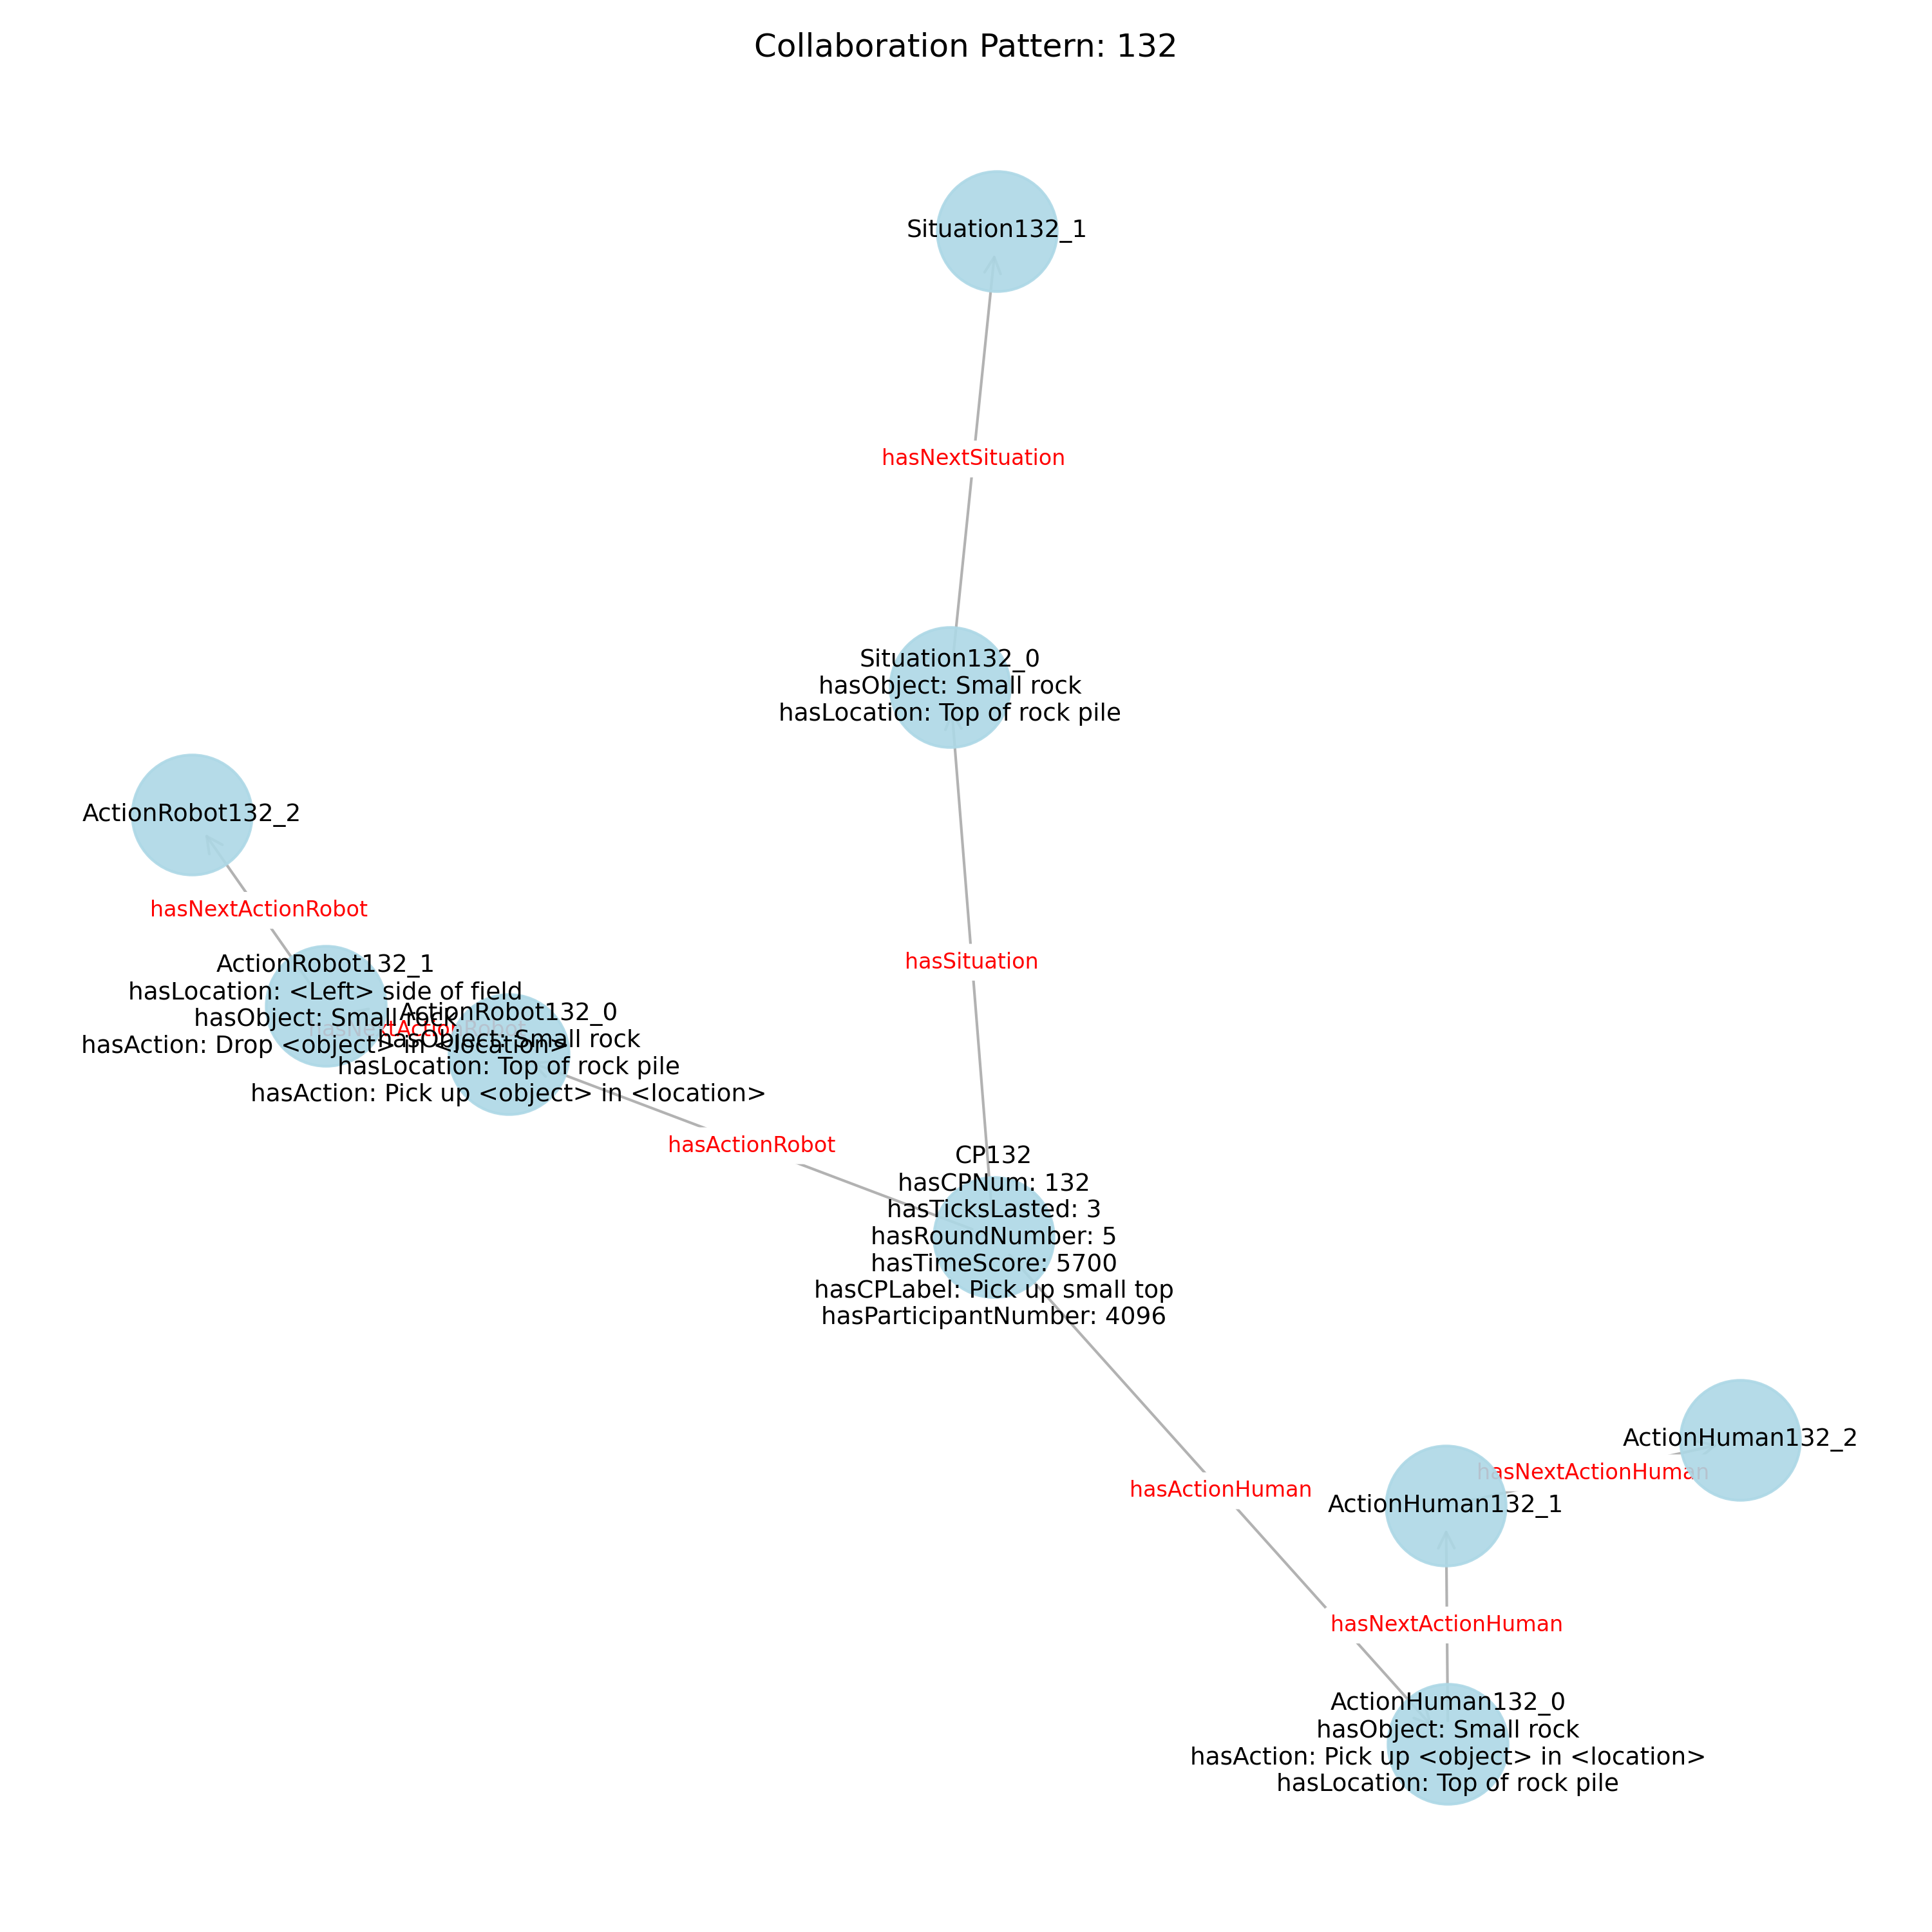 Collaboration Pattern: 132
Situation132_1
hasNextSituation
Situation132_0
hasObject: Small rock
hasLocation: Top of rock pile
ActionRobot132_2
hasNextActionRobot
hasSituation
ActionRobot132_1
hasLocation: <Left> side of field
hasObject: Small rock
hasAction: Drop <object> in <location>
hasNextActionRobot
ActionRobot132_0
hasObject: Small rock
hasLocation: Top of rock pile
hasAction: Pick up <object> in <location>
hasActionRobot
CP132
hasCPNum: 132
hasTicksLasted: 3
hasRoundNumber: 5
hasTimeScore: 5700
hasCPLabel: Pick up small top
hasParticipantNumber: 4096
ActionHuman132_2
hasNextActionHuman
hasActionHuman
ActionHuman132_1
hasNextActionHuman
ActionHuman132_0
hasObject: Small rock
hasAction: Pick up <object> in <location>
hasLocation: Top of rock pile